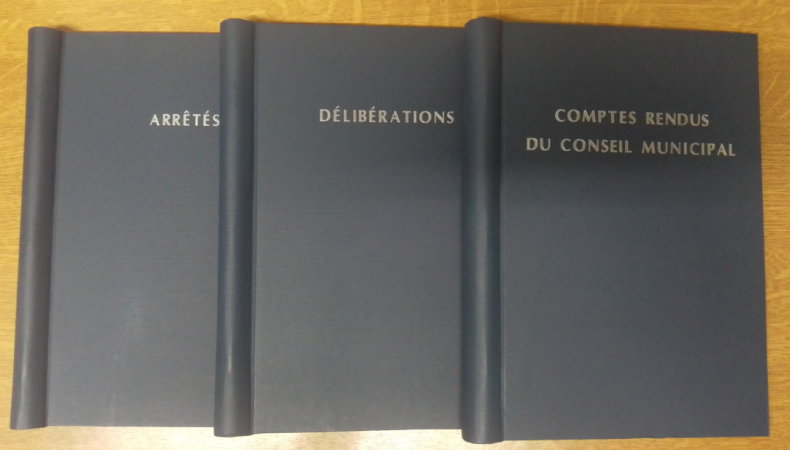 ARRÊTÉS
DÉLIBÉRATIONS
COMPTES RENDUS
DU CONSEIL MUNICIPAL